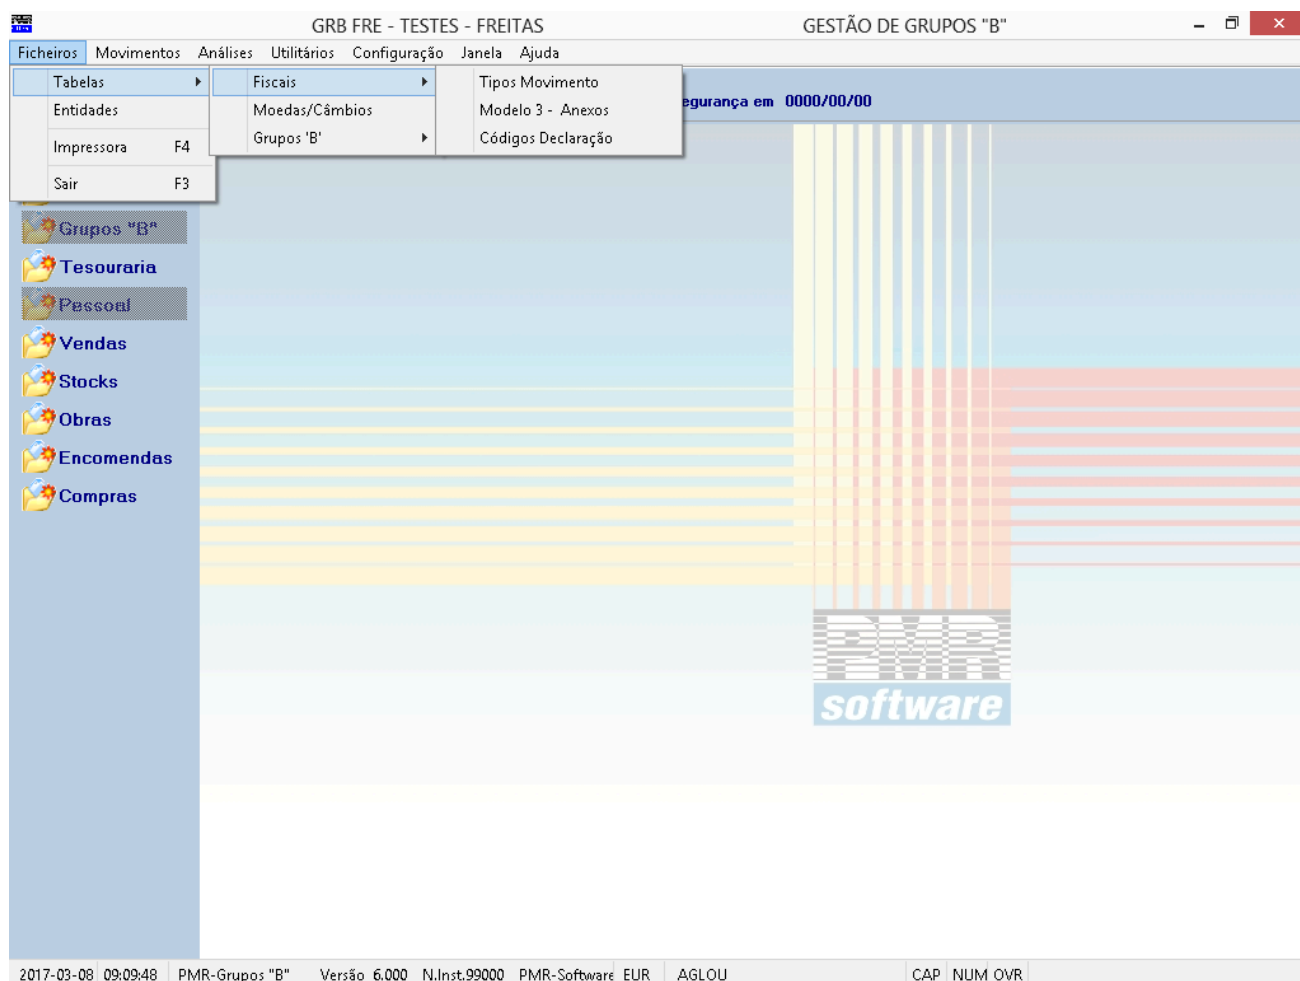 GRB FRE - TESTES - FREITAS GESTÃO DE GRUPOS "B"
Ficheiros Movimentos Análises Utilitários Configuração Janela Ajuda
Tabelas
Entidades
Impressora F4
Sair F3
Fiscais
Moedas/Câmbios
Grupos 'B'
Tipos Movimento
Modelo 3 - Anexos
Códigos Declaração
egurança em 0000/00/00
Grupos "B"
Tesouraria
Pessoal
Vendas
Stocks
Obras
Encomendas
Compras
PMR
software
2017-03-08 09:09:48 PMR-Grupos "B" Versão 6.000 N.Inst.99000 PMR-Software EUR AGLOU CAP NUM OVR